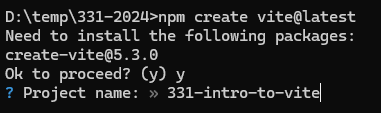 D:\temp\331-2024>npm create vite@latest
Need to install the following packages:
create-vite@5.3.0
Ok to proceed? (y) y
? Project name: » 331-intro-to-vite